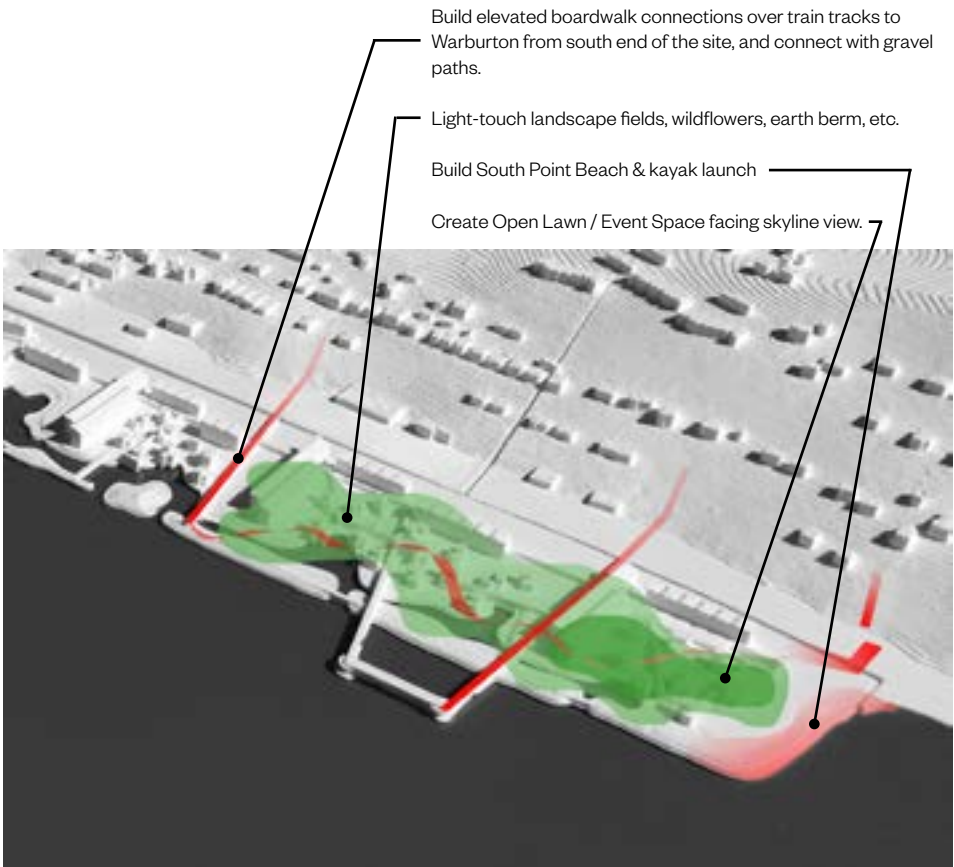 Build elevated boardwalk connections over train tracks to
Warburton from south end of the site, and connect with gravel
paths.
Light-touch landscape fields, wildflowers, earth berm, etc.
Build South Point Beach & kayak launch
Create Open Lawn / Event Space facing skyline view.